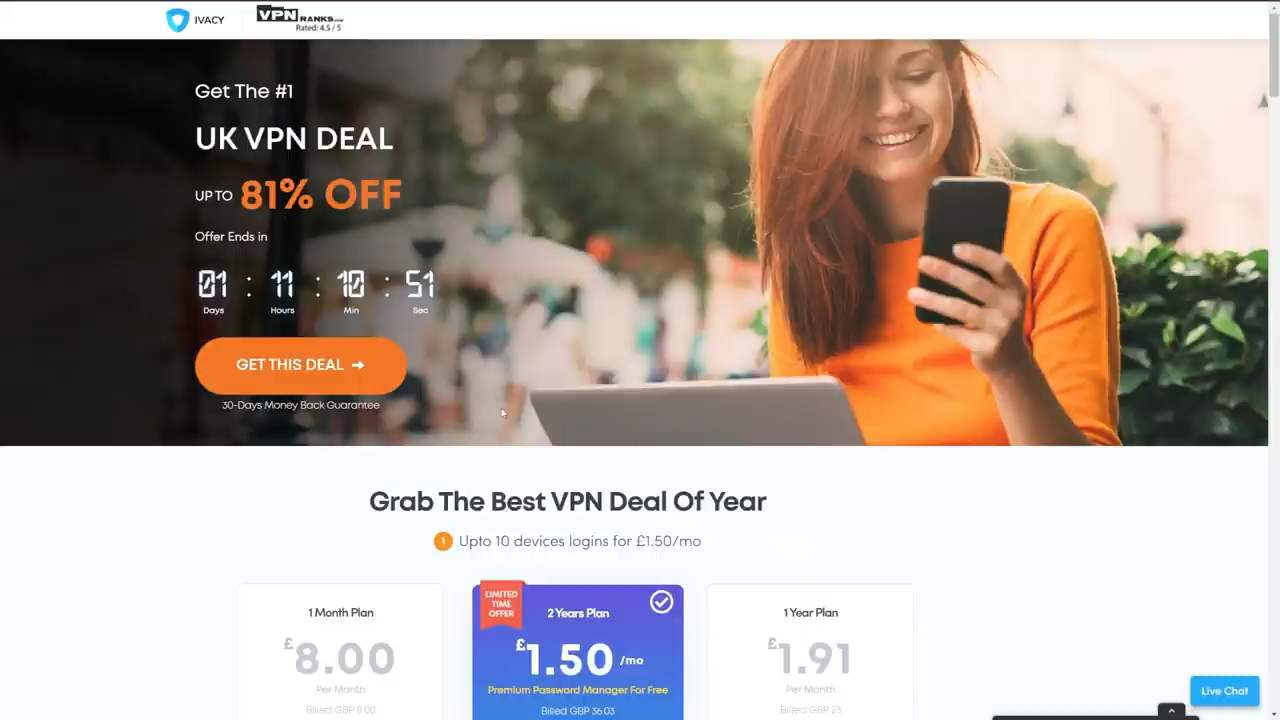 IVACY
VPN RANKS.COM
Rated: 4.5 / 5
Get The #1
UK VPN DEAL
UP TO 81% OFF
Offer Ends in
01 : 11 : 10 : 51
Days Hours Min Sec
GET THIS DEAL ➜
30-Days Money Back Guarantee
Grab The Best VPN Deal Of Year
1 Upto 10 devices logins for £1.50/mo
1 Month Plan
£8.00
Per Month
Billed GBP 8.00
LIMITED
TIME
OFFER
2 Years Plan
£1.50 /mo
Premium Password Manager For Free
Billed GBP 36.03
1 Year Plan
£1.91
Per Month
Billed GBP 23
Live Chat